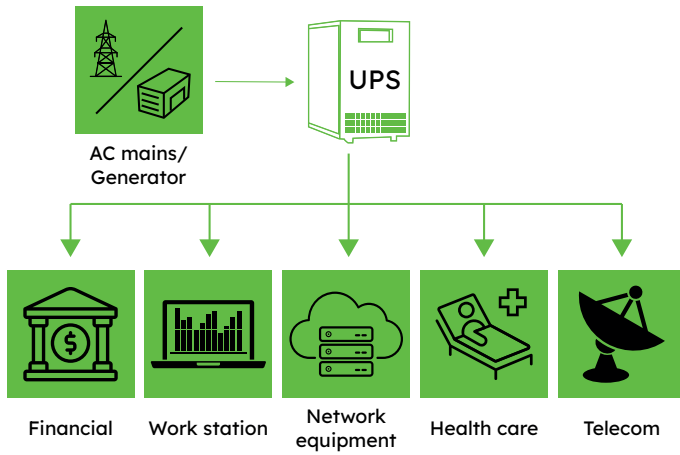 UPS
AC mains/
Generator
$
Financial
Work station
Network
equipment
Health care
Telecom